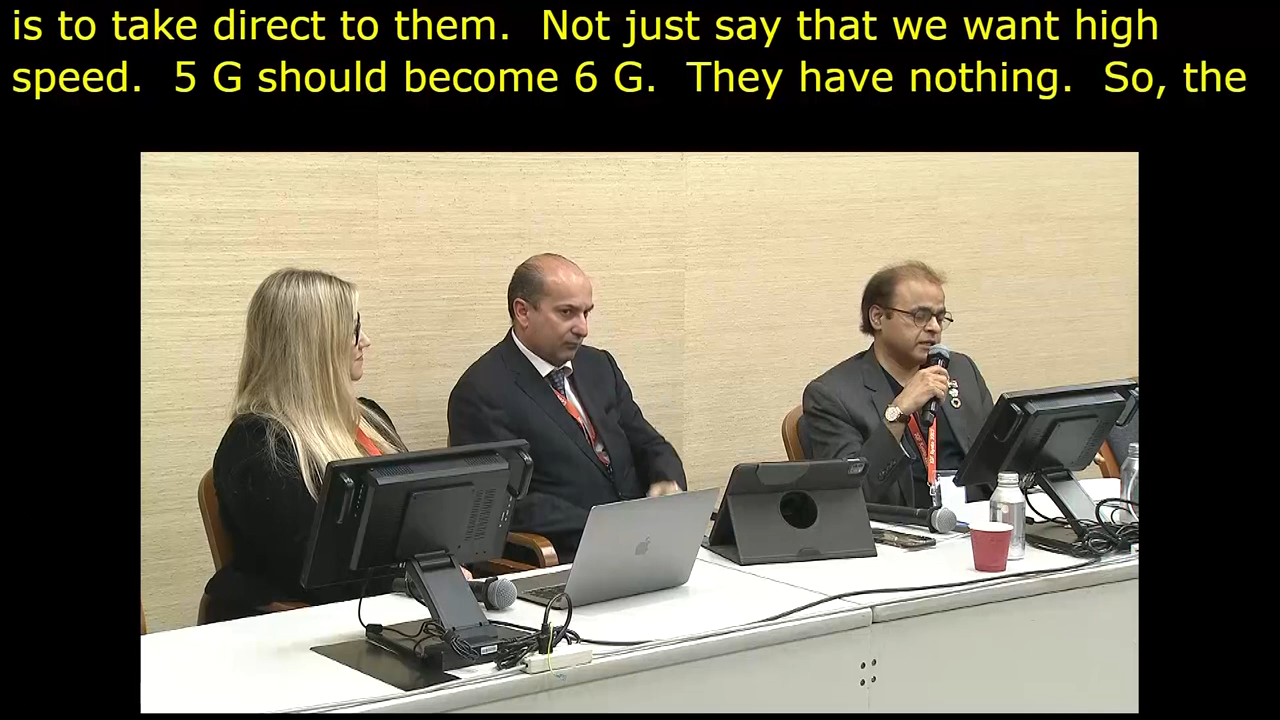 is to take direct to them.  Not just say that we want high
speed.  5 G should become 6 G.  They have nothing.  So, the